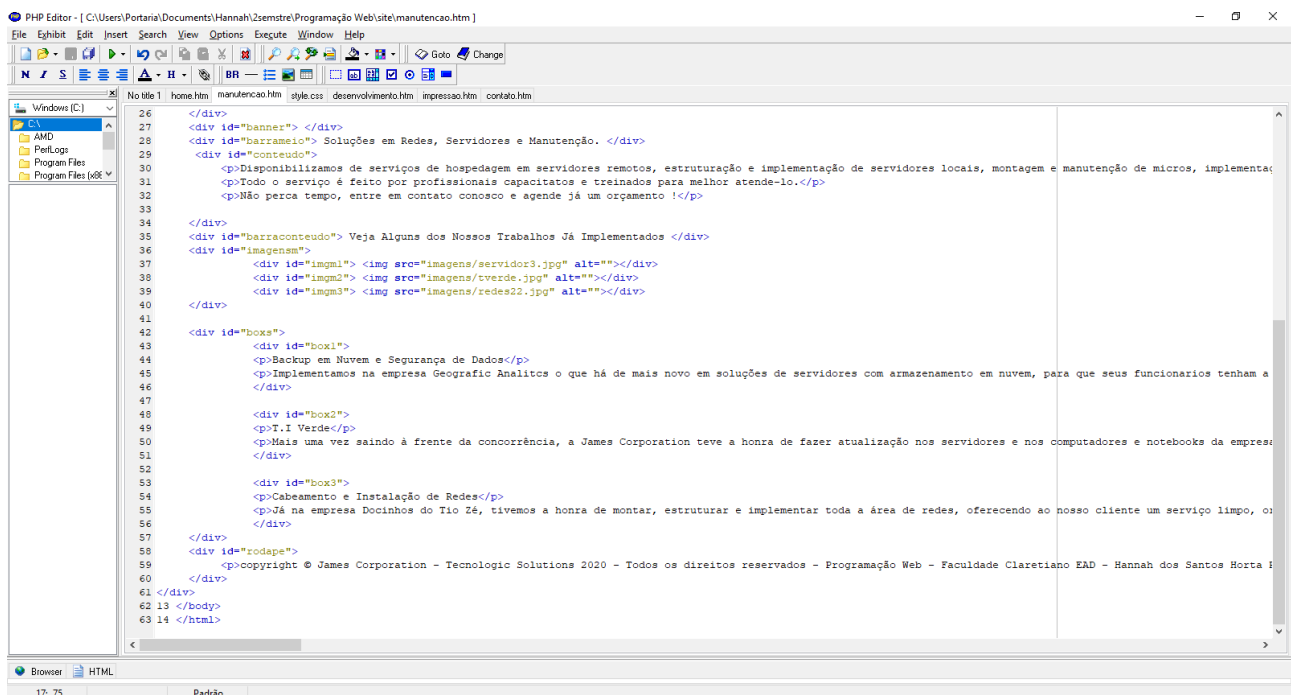 PHP Editor - [ C:\Users\Portaria\Documents\Hannah\2semstre\Programação Web\site\manutencao.htm ]
File Exhibit Edit Insert Search View Options Execute Window Help
Goto Change
N I S A H BR
No title 1 home.htm manutencao.htm style.css desenvolvimento.htm impressao.htm contato.htm
Windows (C:)
C:\
AMD
PerfLogs
Program Files
Program Files (x86
26 </div>
27 <div id="banner"> </div>
28 <div id="barrameio"> Soluções em Redes, Servidores e Manutenção. </div>
29 <div id="conteudo">
30 <p>Disponibilizamos de serviços de hospedagem em servidores remotos, estruturação e implementação de servidores locais, montagem e manutenção de micros, implementaç
31 <p>Todo o serviço é feito por profissionais capacitatos e treinados para melhor atende-lo.</p>
32 <p>Não perca tempo, entre em contato conosco e agende já um orçamento !</p>
33
34 </div>
35 <div id="barraconteudo"> Veja Alguns dos Nossos Trabalhos Já Implementados </div>
36 <div id="imagensm">
37 <div id="imgm1"> <img src="imagens/servidor3.jpg" alt=""></div>
38 <div id="imgm2"> <img src="imagens/tverde.jpg" alt=""></div>
39 <div id="imgm3"> <img src="imagens/redes22.jpg" alt=""></div>
40 </div>
41
42 <div id="boxs">
43 <div id="box1">
44 <p>Backup em Nuvem e Segurança de Dados</p>
45 <p>Implementamos na empresa Geografic Analitcs o que há de mais novo em soluções de servidores com armazenamento em nuvem, para que seus funcionarios tenham a
46 </div>
47
48 <div id="box2">
49 <p>T.I Verde</p>
50 <p>Mais uma vez saindo à frente da concorrência, a James Corporation teve a honra de fazer atualização nos servidores e nos computadores e notebooks da empresa
51 </div>
52
53 <div id="box3">
54 <p>Cabeamento e Instalação de Redes</p>
55 <p>Já na empresa Docinhos do Tio Zé, tivemos a honra de montar, estruturar e implementar toda a área de redes, oferecendo ao nosso cliente um serviço limpo,
56 </div>
57 </div>
58 <div id="rodape">
59 <p>copyright © James Corporation - Tecnologic Solutions 2020 - Todos os direitos reservados - Programação Web - Faculdade Claretiano EAD - Hannah dos Santos Horta
60 </div>
61 </div>
62 13 </body>
63 14 </html>
Browser HTML
17: 75 Padrão